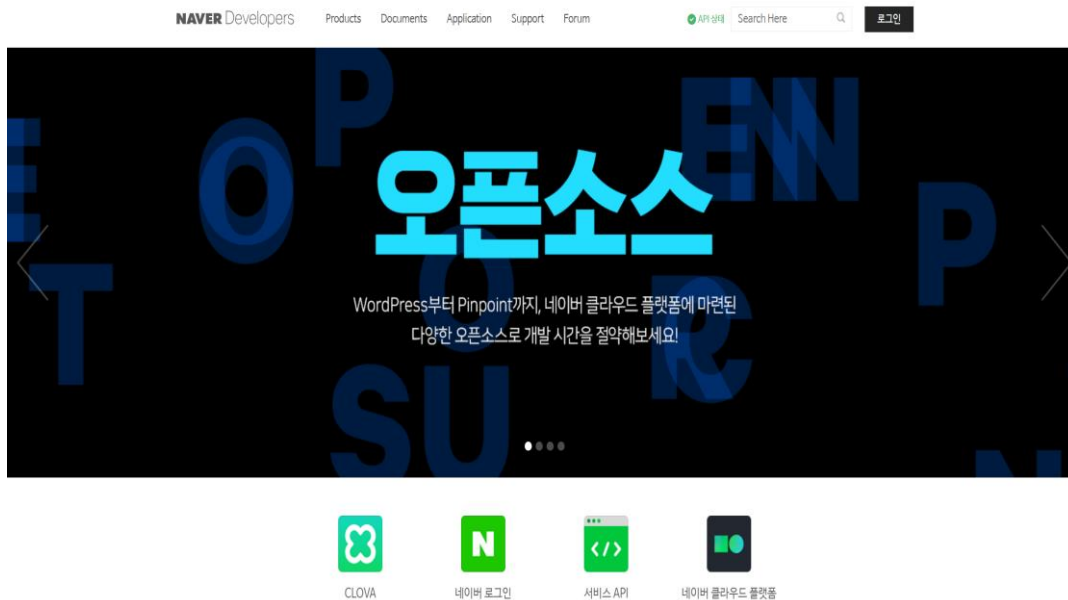 NAVER Developers Products Documents Application Support Forum API 상태 Search Here 로그인
오픈소스
WordPress부터 Pinpoint까지, 네이버 클라우드 플랫폼에 마련된
다양한 오픈소스로 개발 시간을 절약해보세요!
CLOVA 네이버 로그인 서비스 API 네이버 클라우드 플랫폼